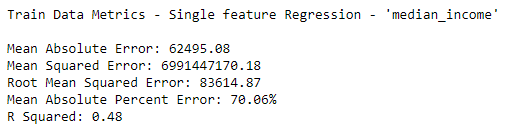 Train Data Metrics - Single feature Regression - 'median_income'
Mean Absolute Error: 62495.08
Mean Squared Error: 6991447170.18
Root Mean Squared Error: 83614.87
Mean Absolute Percent Error: 70.06%
R Squared: 0.48